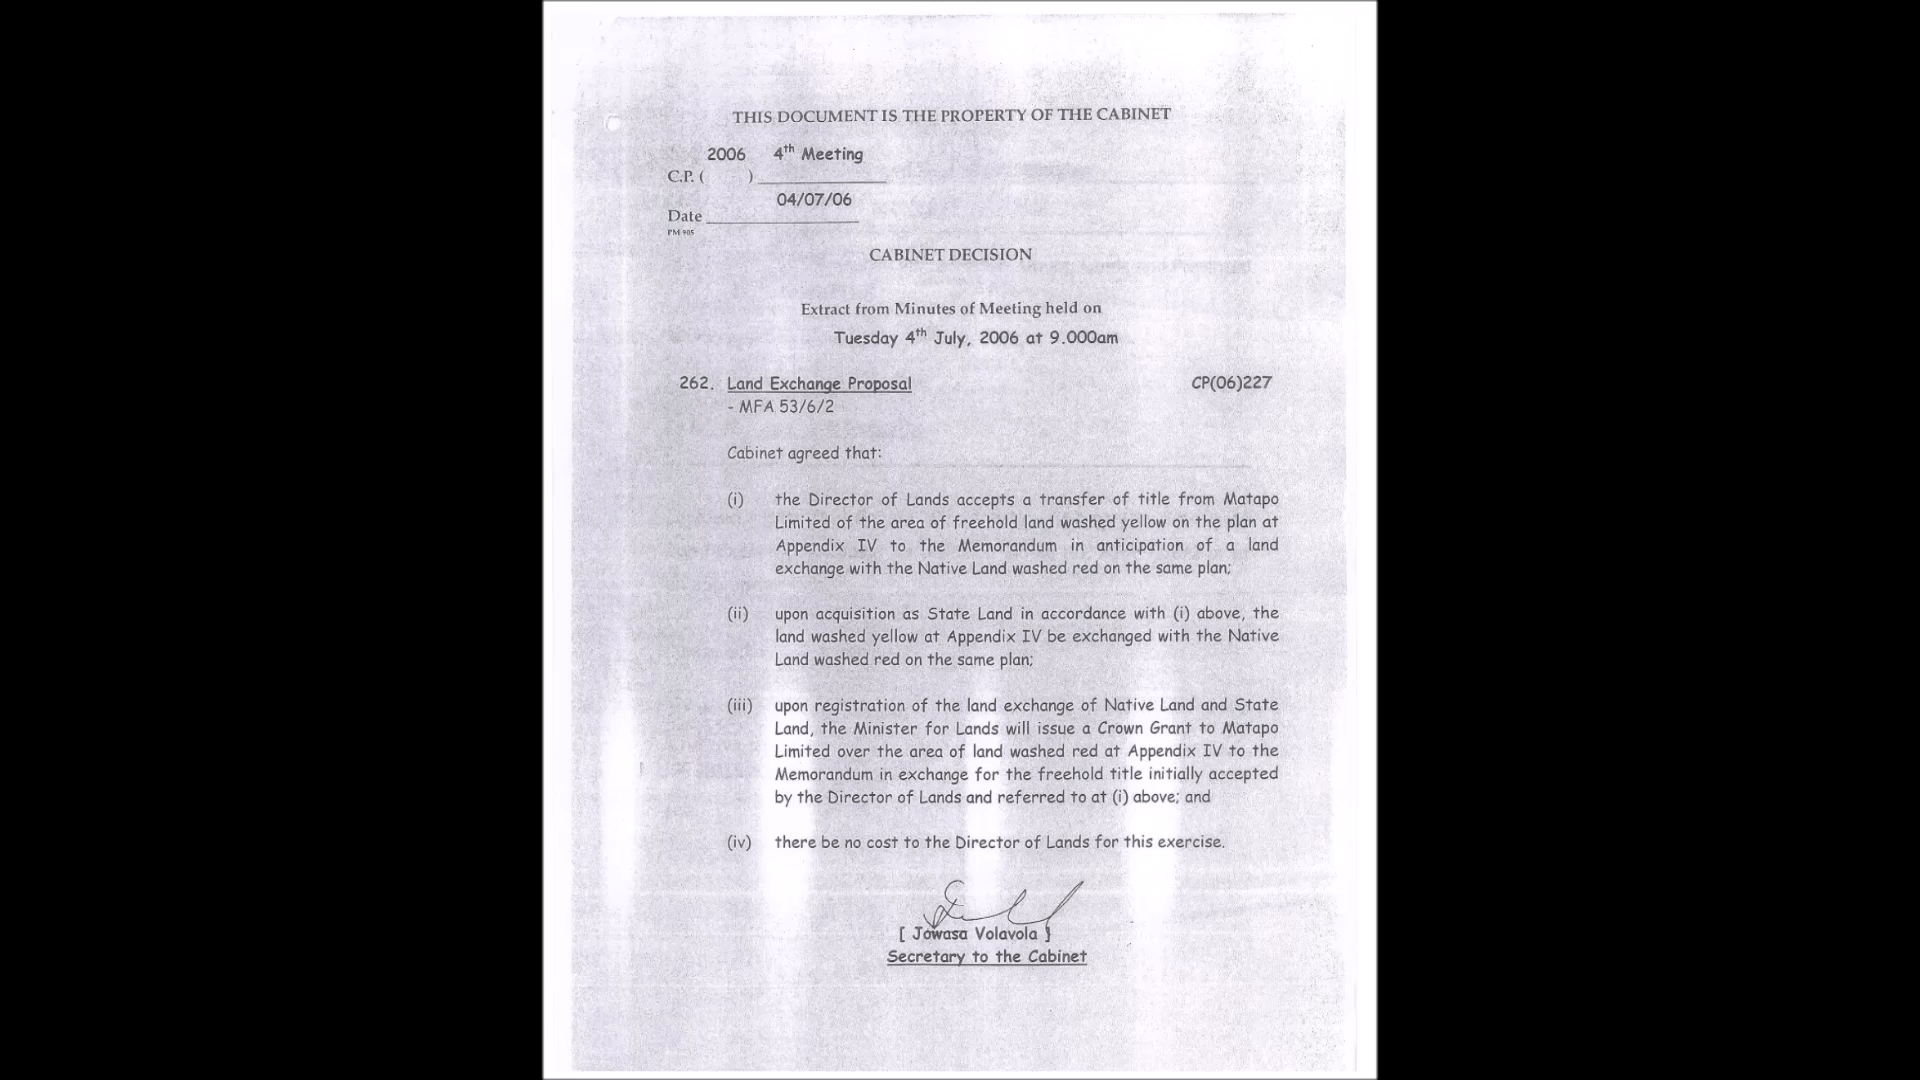 THIS DOCUMENT IS THE PROPERTY OF THE CABINET
2006 4th Meeting
C.P. ( )
04/07/06
Date
PM 905
CABINET DECISION
Extract from Minutes of Meeting held on
Tuesday 4th July, 2006 at 9.000am
262. Land Exchange Proposal CP(06)227
- MFA 53/6/2
Cabinet agreed that:
(i) the Director of Lands accepts a transfer of title from Matapo
Limited of the area of freehold land washed yellow on the plan at
Appendix IV to the Memorandum in anticipation of a land
exchange with the Native Land washed red on the same plan;
(ii) upon acquisition as State Land in accordance with (i) above, the
land washed yellow at Appendix IV be exchanged with the Native
Land washed red on the same plan;
(iii) upon registration of the land exchange of Native Land and State
Land, the Minister for Lands will issue a Crown Grant to Matapo
Limited over the area of land washed red at Appendix IV to the
Memorandum in exchange for the freehold title initially accepted
by the Director of Lands and referred to at (i) above; and
(iv) there be no cost to the Director of Lands for this exercise.
[ Jowasa Volavola ]
Secretary to the Cabinet